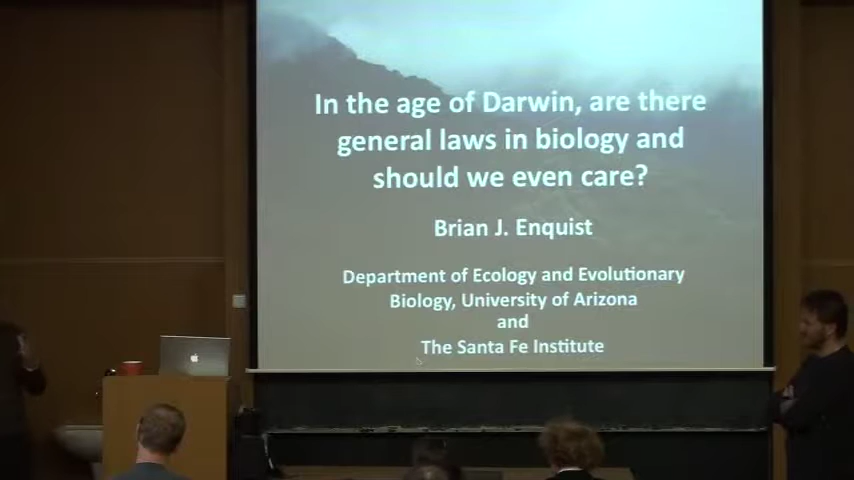 In the age of Darwin, are there
general laws in biology and
should we even care?
Brian J. Enquist
Department of Ecology and Evolutionary
Biology, University of Arizona
and
The Santa Fe Institute